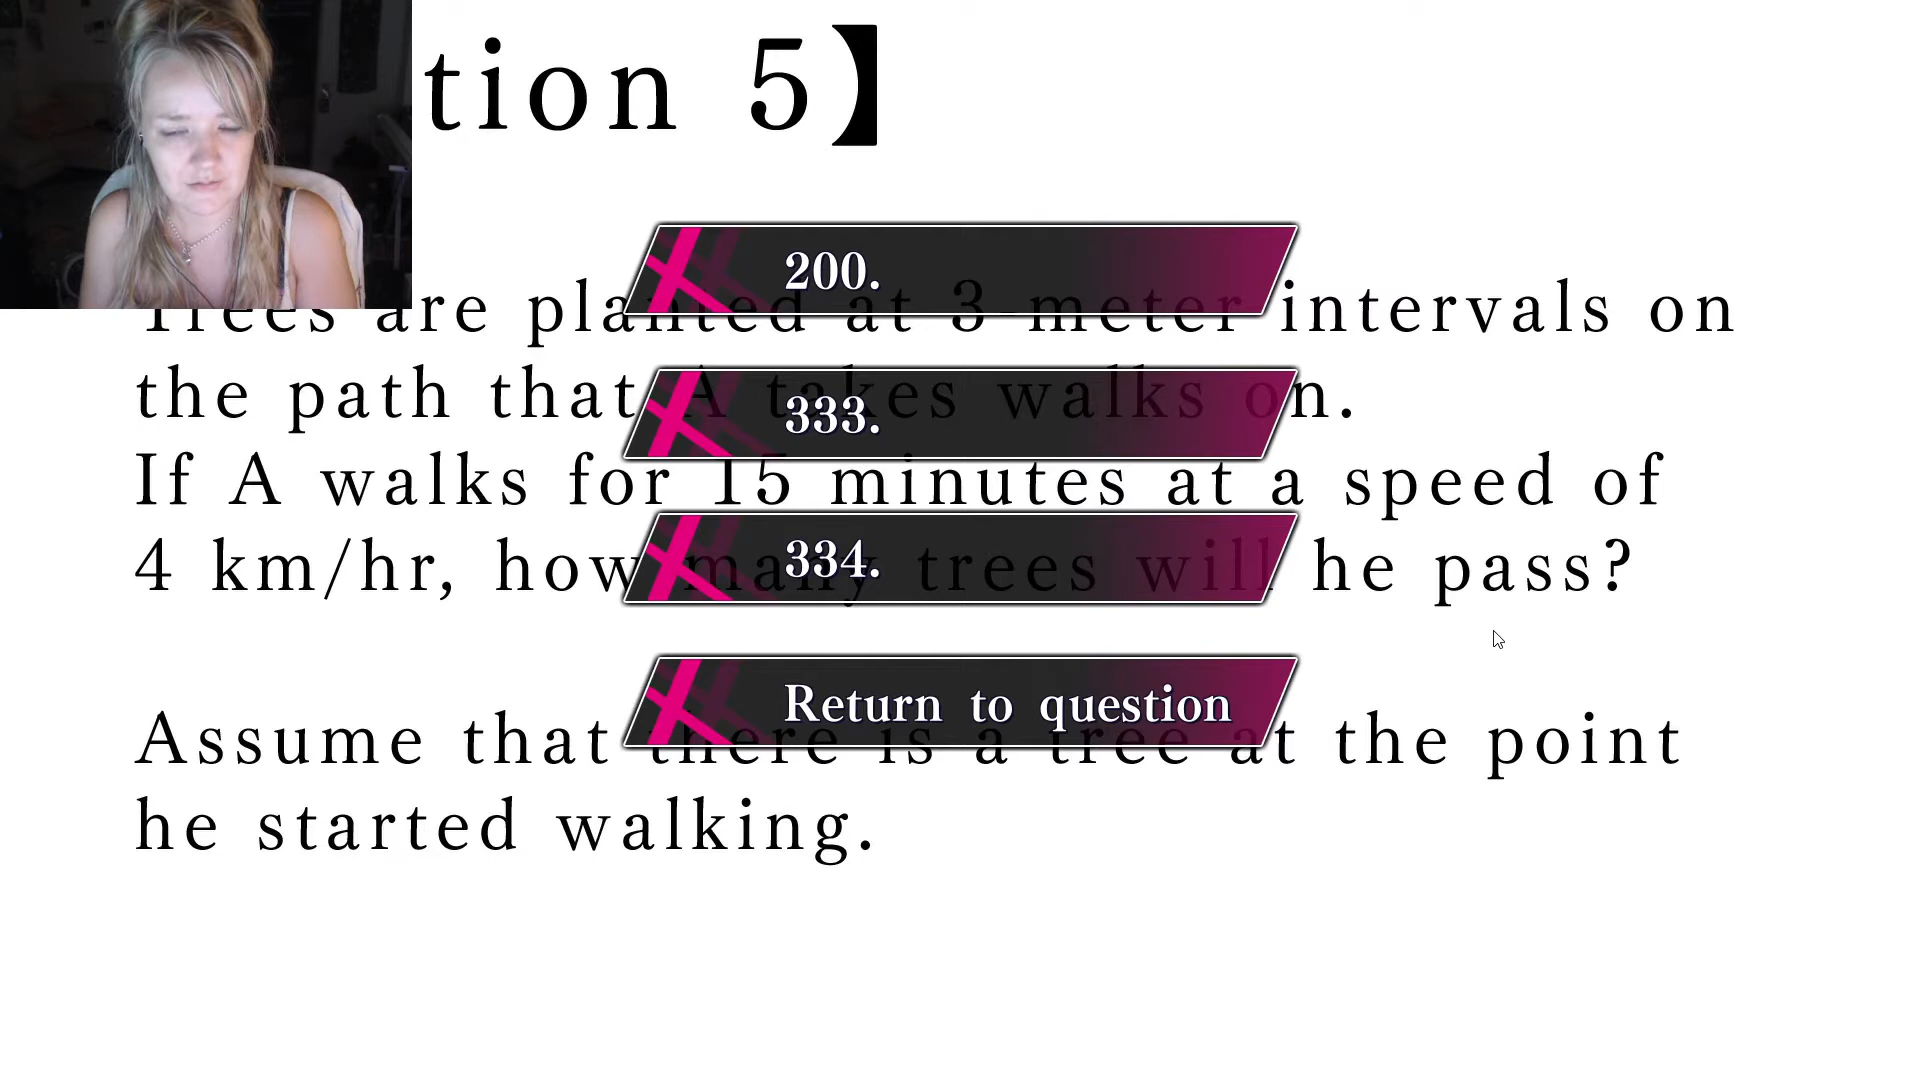 tion 5】
200.
Trees are planted at 3-meter intervals on
333.
the path that A takes walks on.
If A walks for 15 minutes at a speed of
334.
4 km/hr, how many trees will he pass?
Return to question
Assume that there is a tree at the point
he started walking.